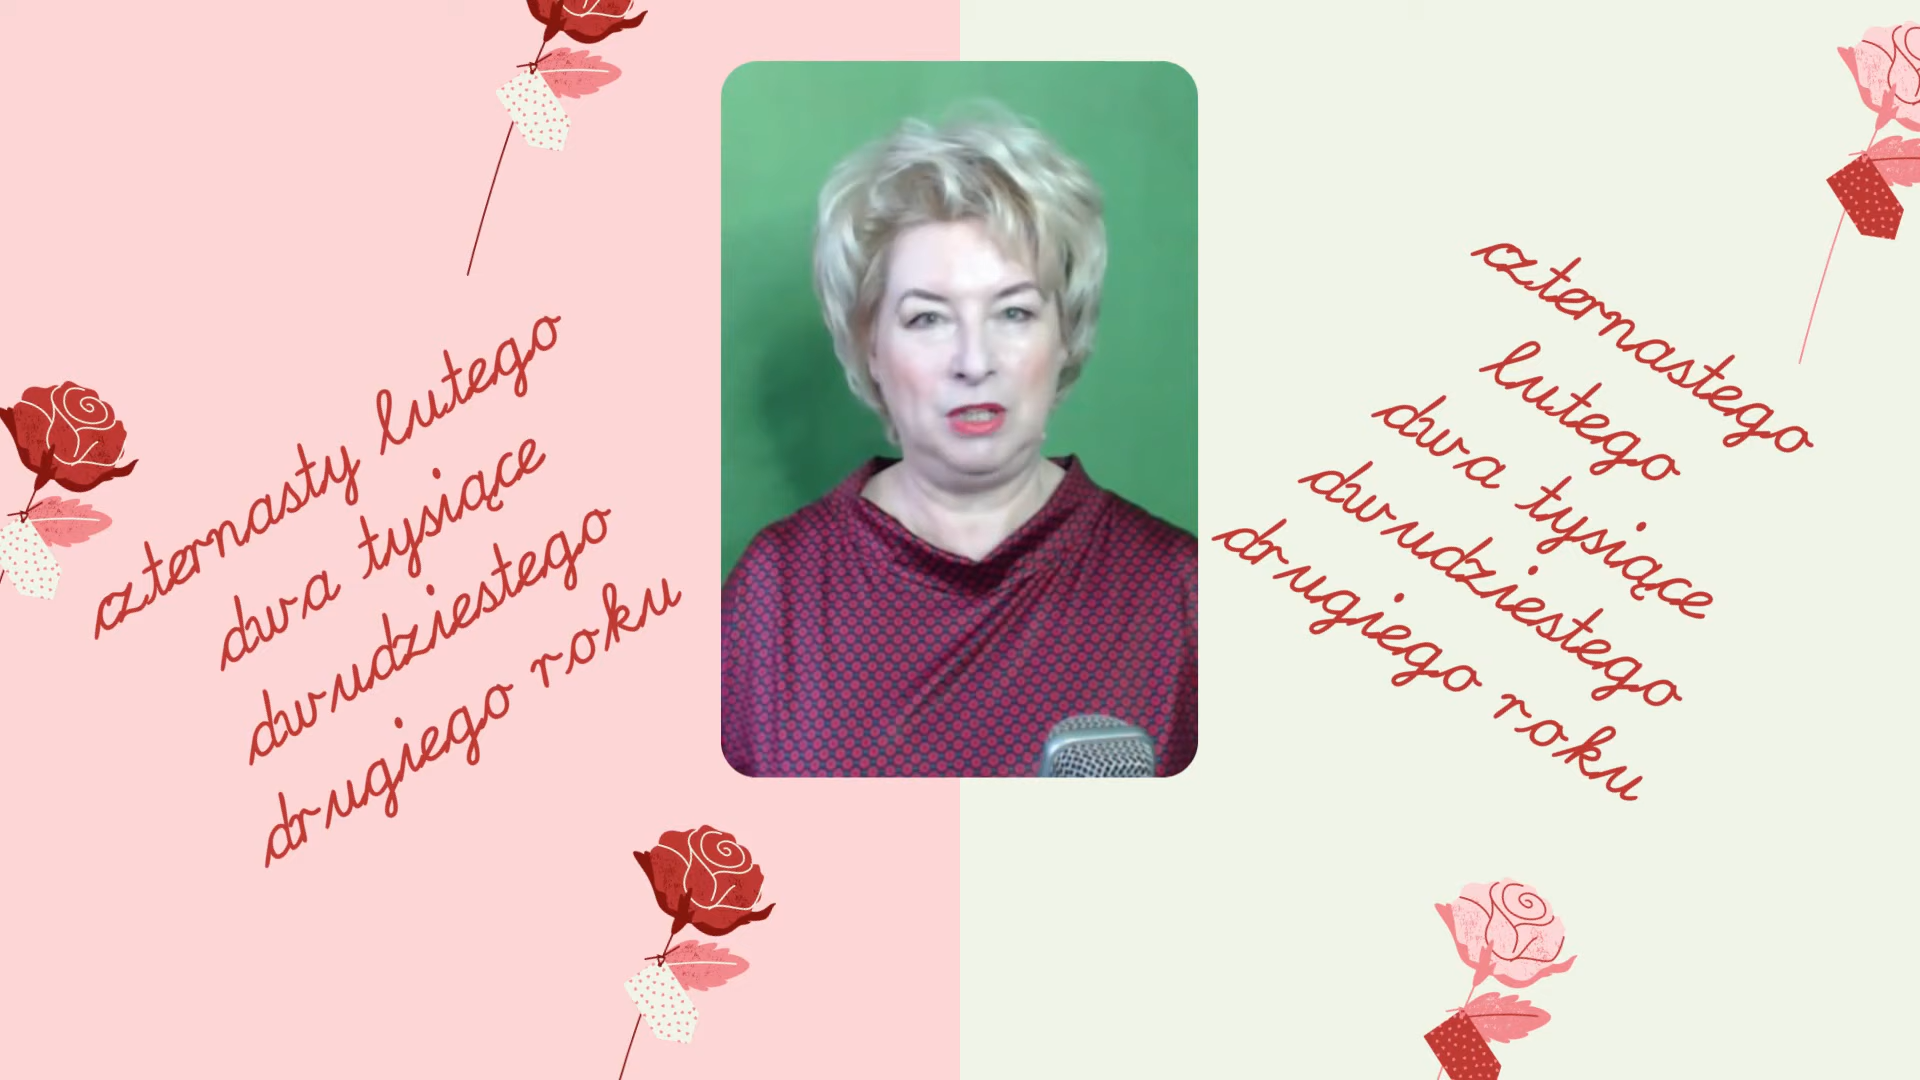 czternasty lutego
dwa tysiące
dwudziestego
drugiego roku
czternastego
lutego
dwa tysiące
dwudziestego
drugiego roku